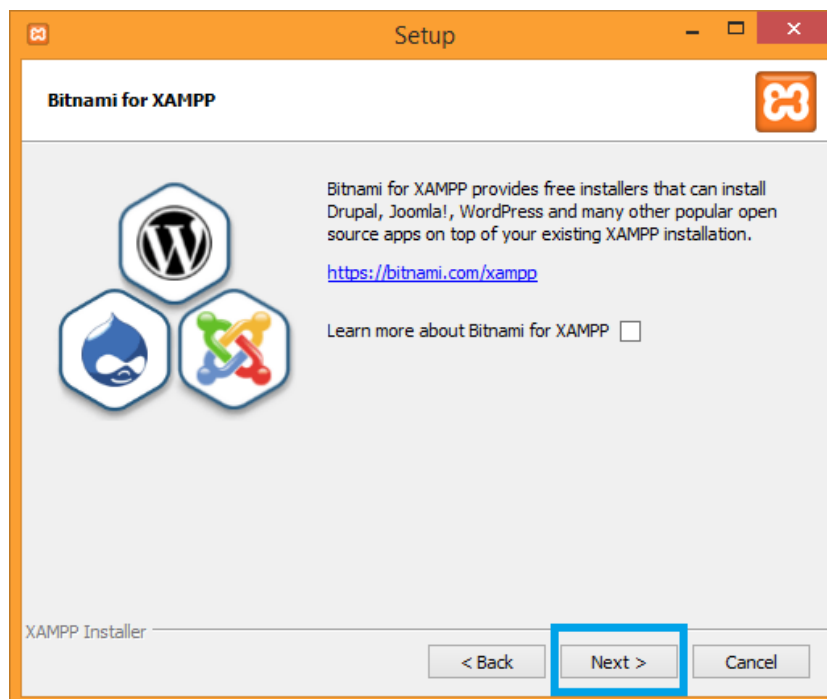 Setup
Bitnami for XAMPP
Bitnami for XAMPP provides free installers that can install
Drupal, Joomla!, WordPress and many other popular open
source apps on top of your existing XAMPP installation.
https://bitnami.com/xampp
Learn more about Bitnami for XAMPP
XAMPP Installer
< Back
Next >
Cancel